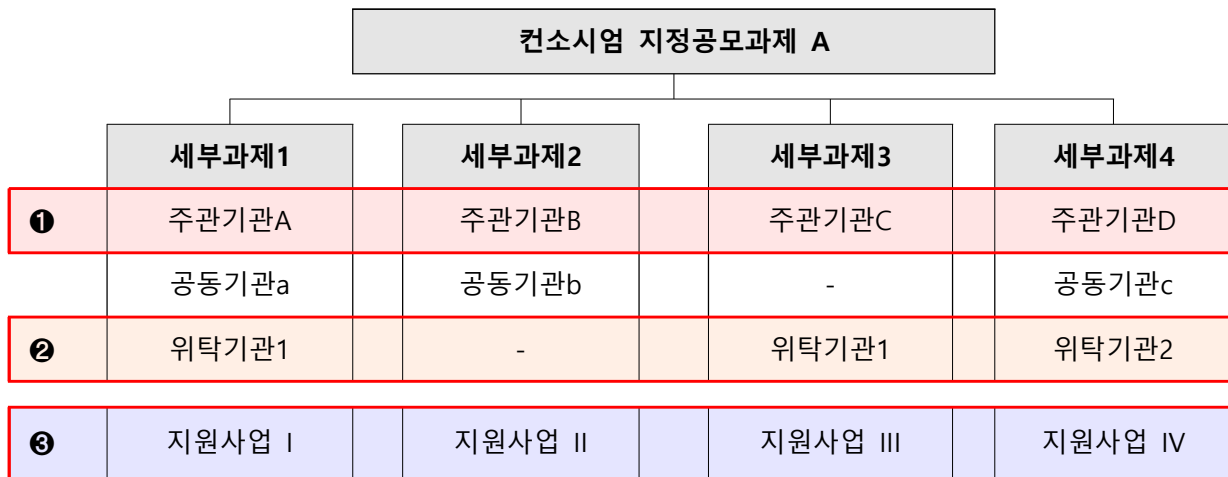 컨소시엄 지정공모과제 A
세부과제1 세부과제2 세부과제3 세부과제4
❶ 주관기관A 주관기관B 주관기관C 주관기관D
공동기관a 공동기관b - 공동기관c
❷ 위탁기관1 - 위탁기관1 위탁기관2
❸ 지원사업 I 지원사업 II 지원사업 III 지원사업 IV